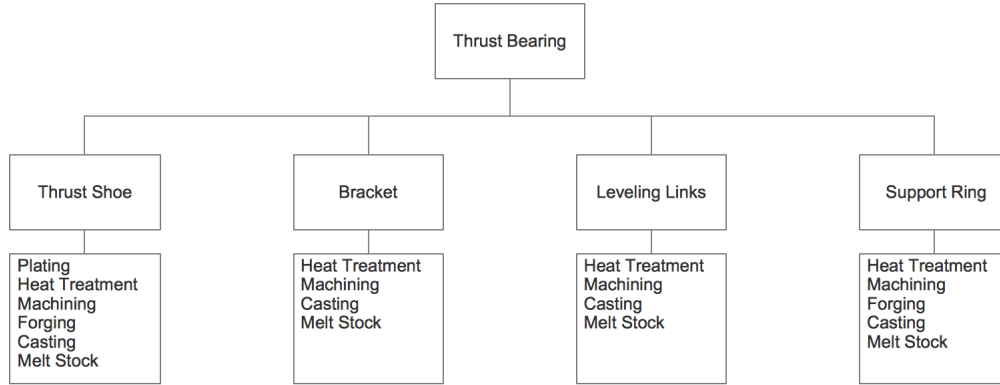 Thrust Bearing
Thrust Shoe
Bracket
Leveling Links
Support Ring
Plating
Heat Treatment
Machining
Forging
Casting
Melt Stock
Heat Treatment
Machining
Casting
Melt Stock
Heat Treatment
Machining
Casting
Melt Stock
Heat Treatment
Machining
Forging
Casting
Melt Stock